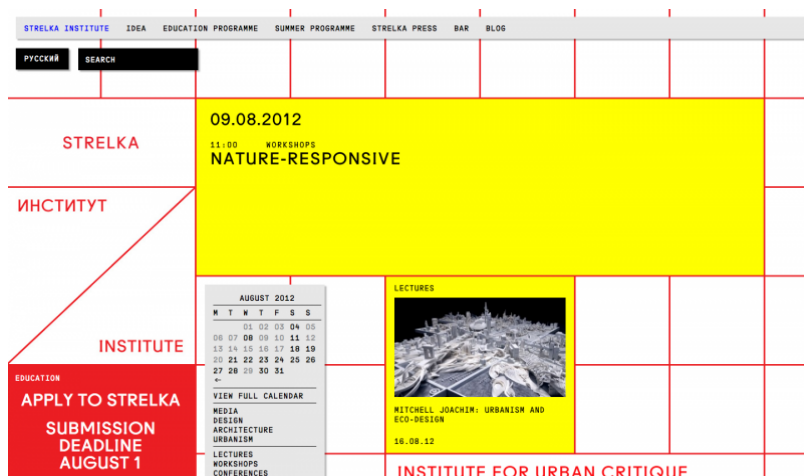 STRELKA INSTITUTE IDEA EDUCATION PROGRAMME SUMMER PROGRAMME STRELKA PRESS BAR BLOG
РУССКИЙ SEARCH
09.08.2012
11:00 WORKSHOPS
NATURE-RESPONSIVE
STRELKA
ИНСТИТУТ
INSTITUTE
EDUCATION
APPLY TO STRELKA
SUBMISSION
DEADLINE
AUGUST 1
AUGUST 2012
M T W T F S S
01 02 03 04 05
06 07 08 09 10 11 12
13 14 15 16 17 18 19
20 21 22 23 24 25 26
27 28 29 30 31
←
VIEW FULL CALENDAR
MEDIA
DESIGN
ARCHITECTURE
URBANISM
LECTURES
WORKSHOPS
CONFERENCES
LECTURES
MITCHELL JOACHIM: URBANISM AND
ECO-DESIGN
16.08.12
INSTITUTE FOR URBAN CRITIQUE